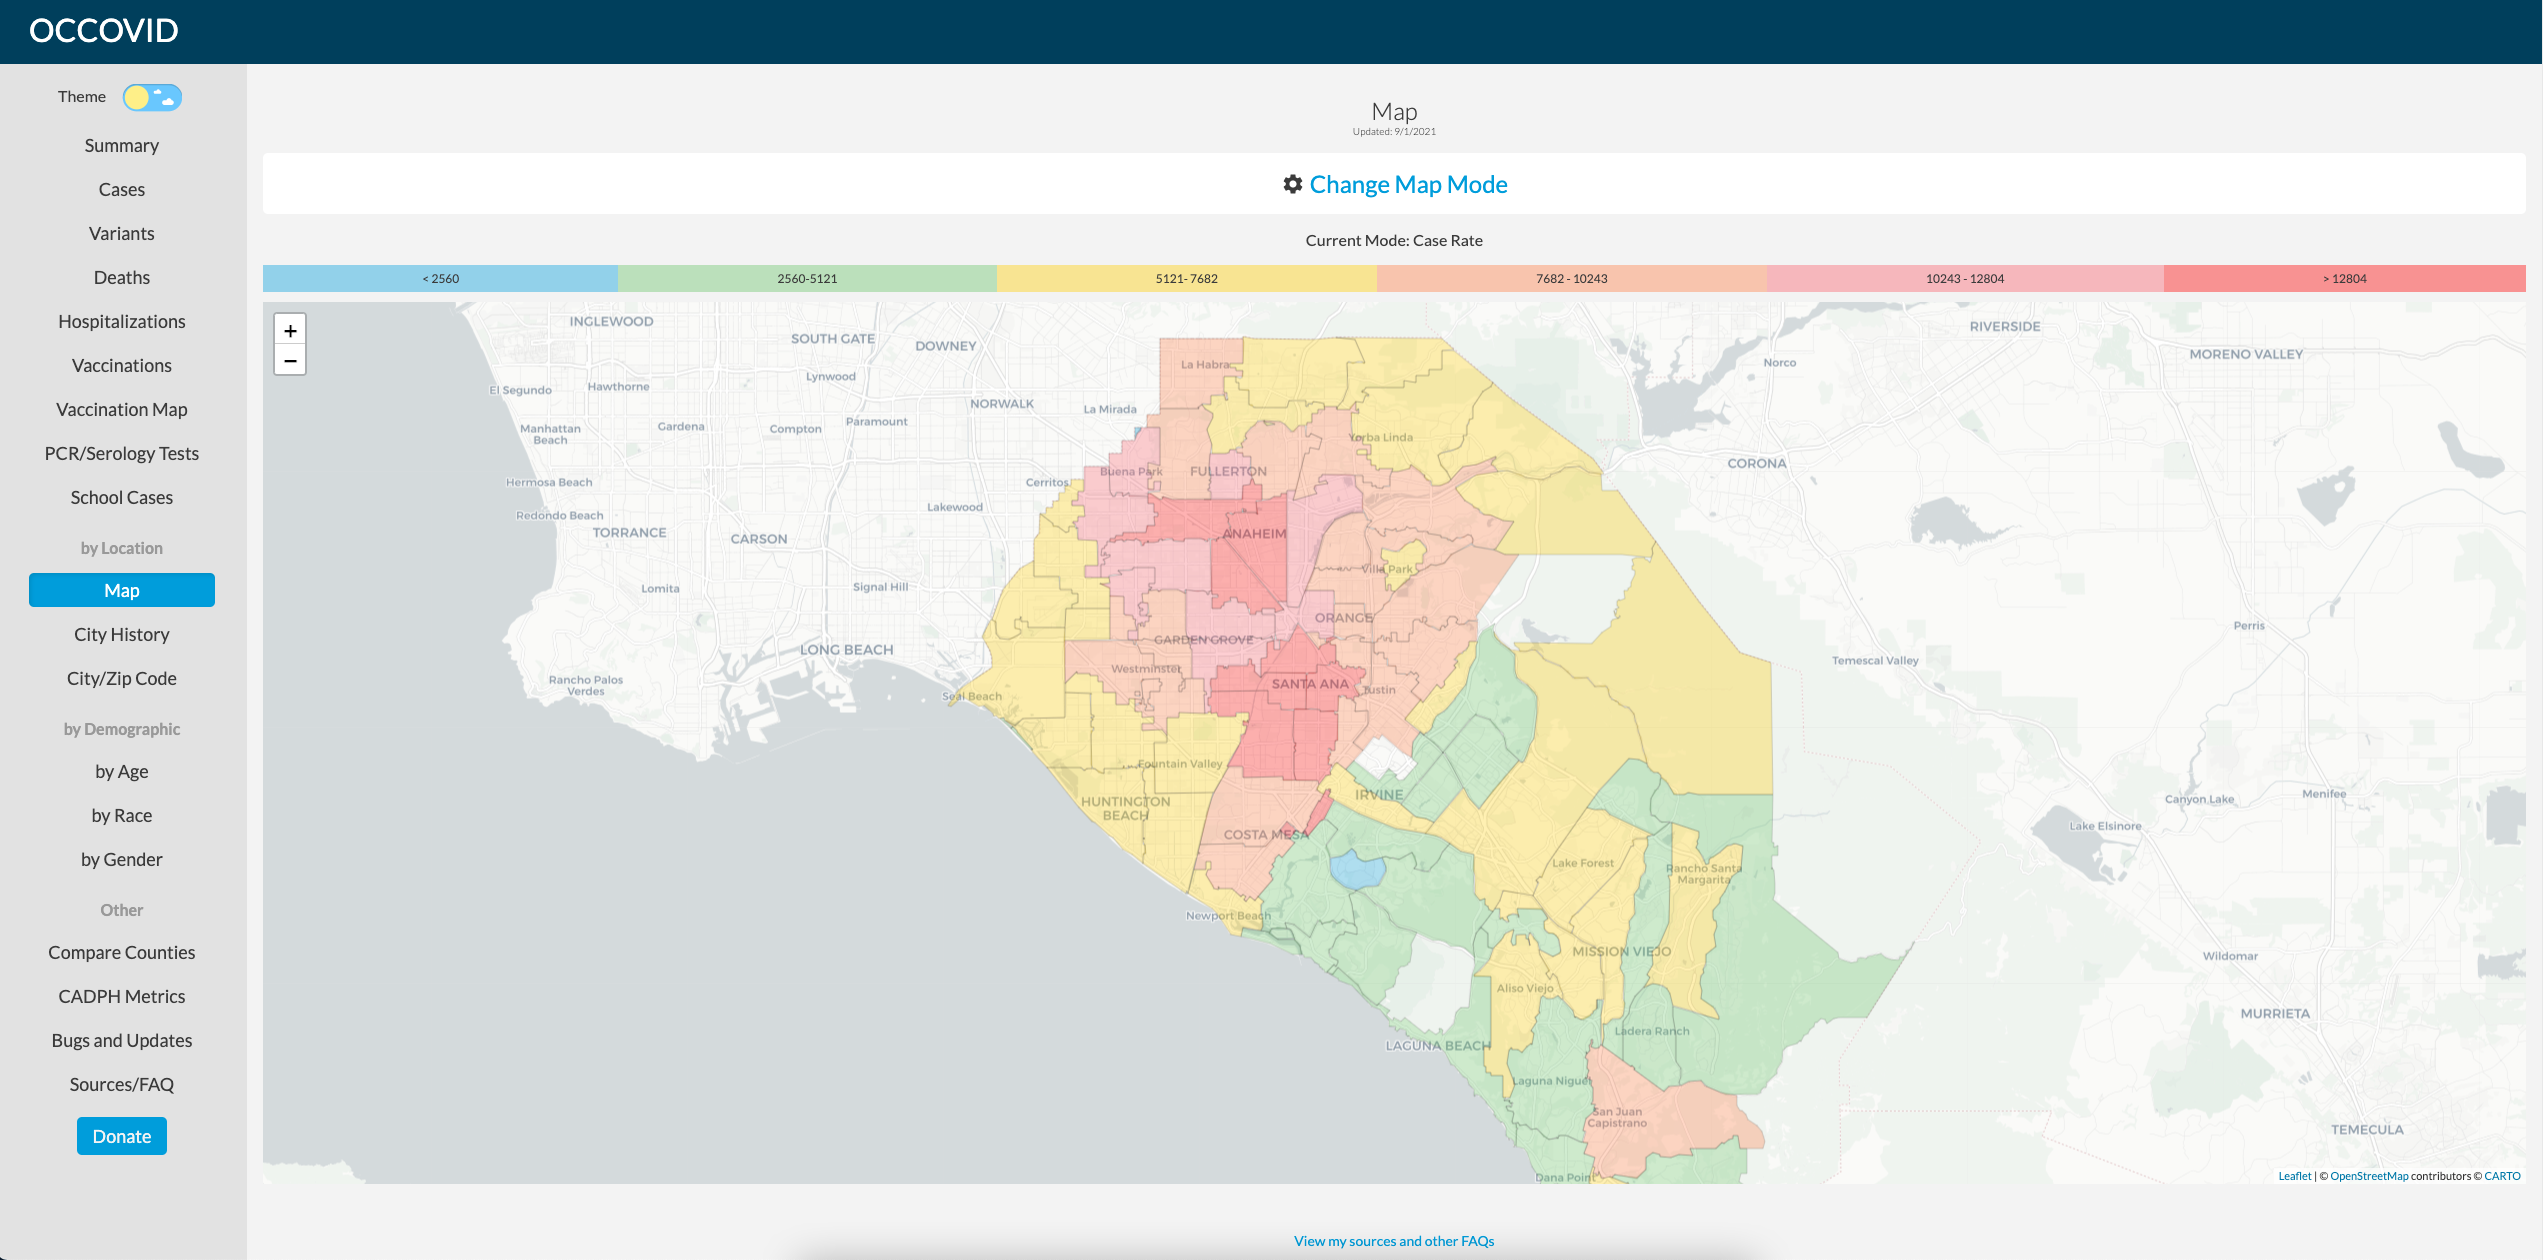 OCCOVID
Theme
Summary
Cases
Variants
Deaths
Hospitalizations
Vaccinations
Vaccination Map
PCR/Serology Tests
School Cases
by Location
Map
City History
City/Zip Code
by Demographic
by Age
by Race
by Gender
Other
Compare Counties
CADPH Metrics
Bugs and Updates
Sources/FAQ
Donate
Map
Updated: 9/1/2021
Change Map Mode
Current Mode: Case Rate
< 2560
2560-5121
5121- 7682
7682 - 10243
10243 - 12804
> 12804
+
−
INGLEWOOD
SOUTH GATE
DOWNEY
RIVERSIDE
MORENO VALLEY
La Habra
Norco
El Segundo
Hawthorne
Lynwood
NORWALK
La Mirada
Manhattan
Beach
Gardena
Compton
Paramount
Yorba Linda
CORONA
Hermosa Beach
Cerritos
Buena Park
FULLERTON
Redondo Beach
Lakewood
TORRANCE
CARSON
ANAHEIM
Villa Park
Lomita
Signal Hill
ORANGE
Perris
GARDEN GROVE
LONG BEACH
Westminster
Temescal Valley
Rancho Palos
Verdes
Seal Beach
SANTA ANA
Tustin
Fountain Valley
HUNTINGTON
BEACH
IRVINE
Canyon Lake
Menifee
COSTA MESA
Lake Elsinore
Lake Forest
Rancho Santa
Margarita
Newport Beach
MISSION VIEJO
Wildomar
Aliso Viejo
MURRIETA
Ladera Ranch
LAGUNA BEACH
Laguna Niguel
San Juan
Capistrano
TEMECULA
Dana Point
Leaflet | © OpenStreetMap contributors © CARTO
View my sources and other FAQs